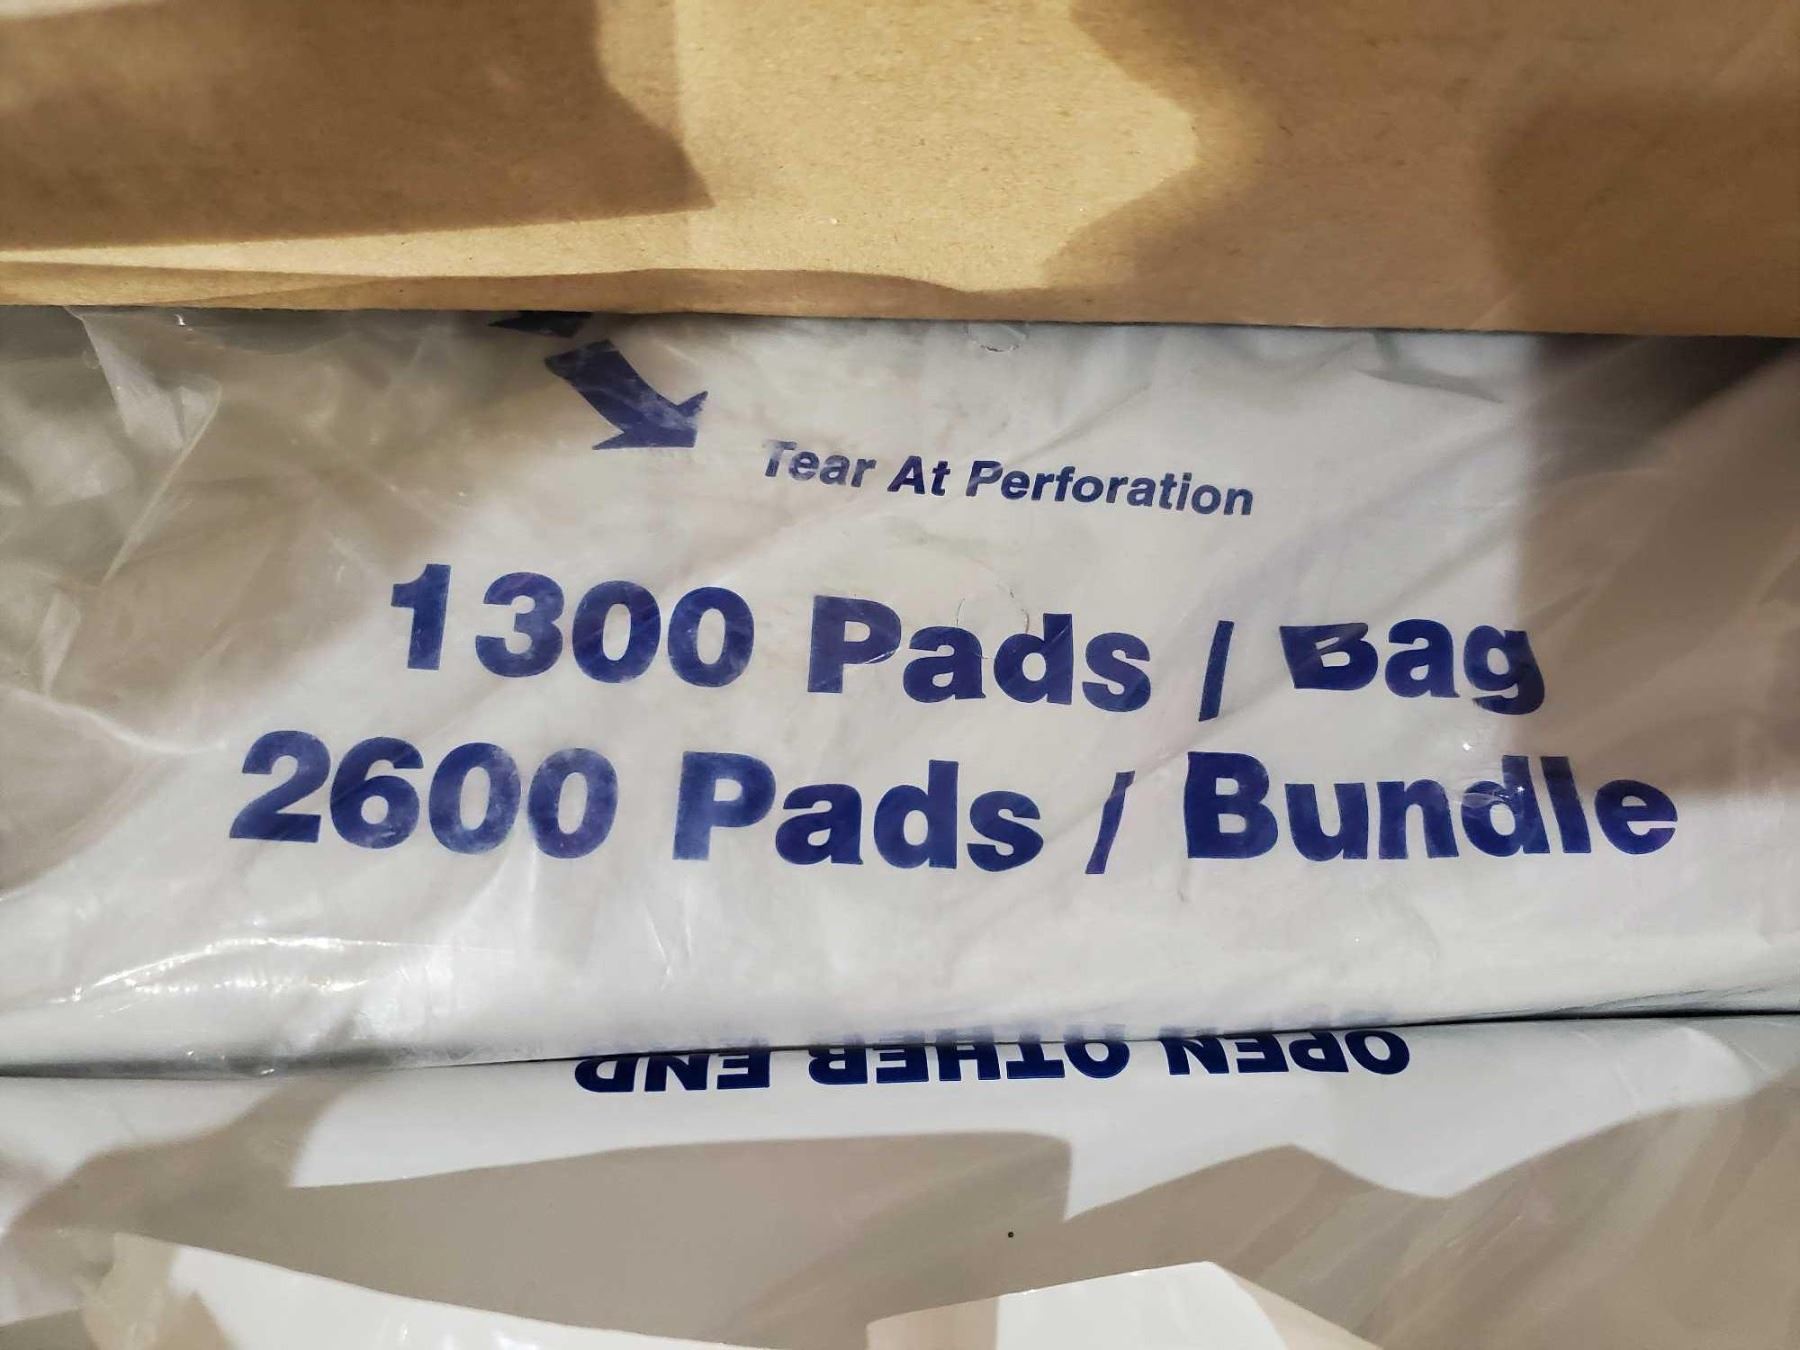 Tear At Perforation
1300 Pads / Bag
2600 Pads / Bundle
OPEN OTHER END